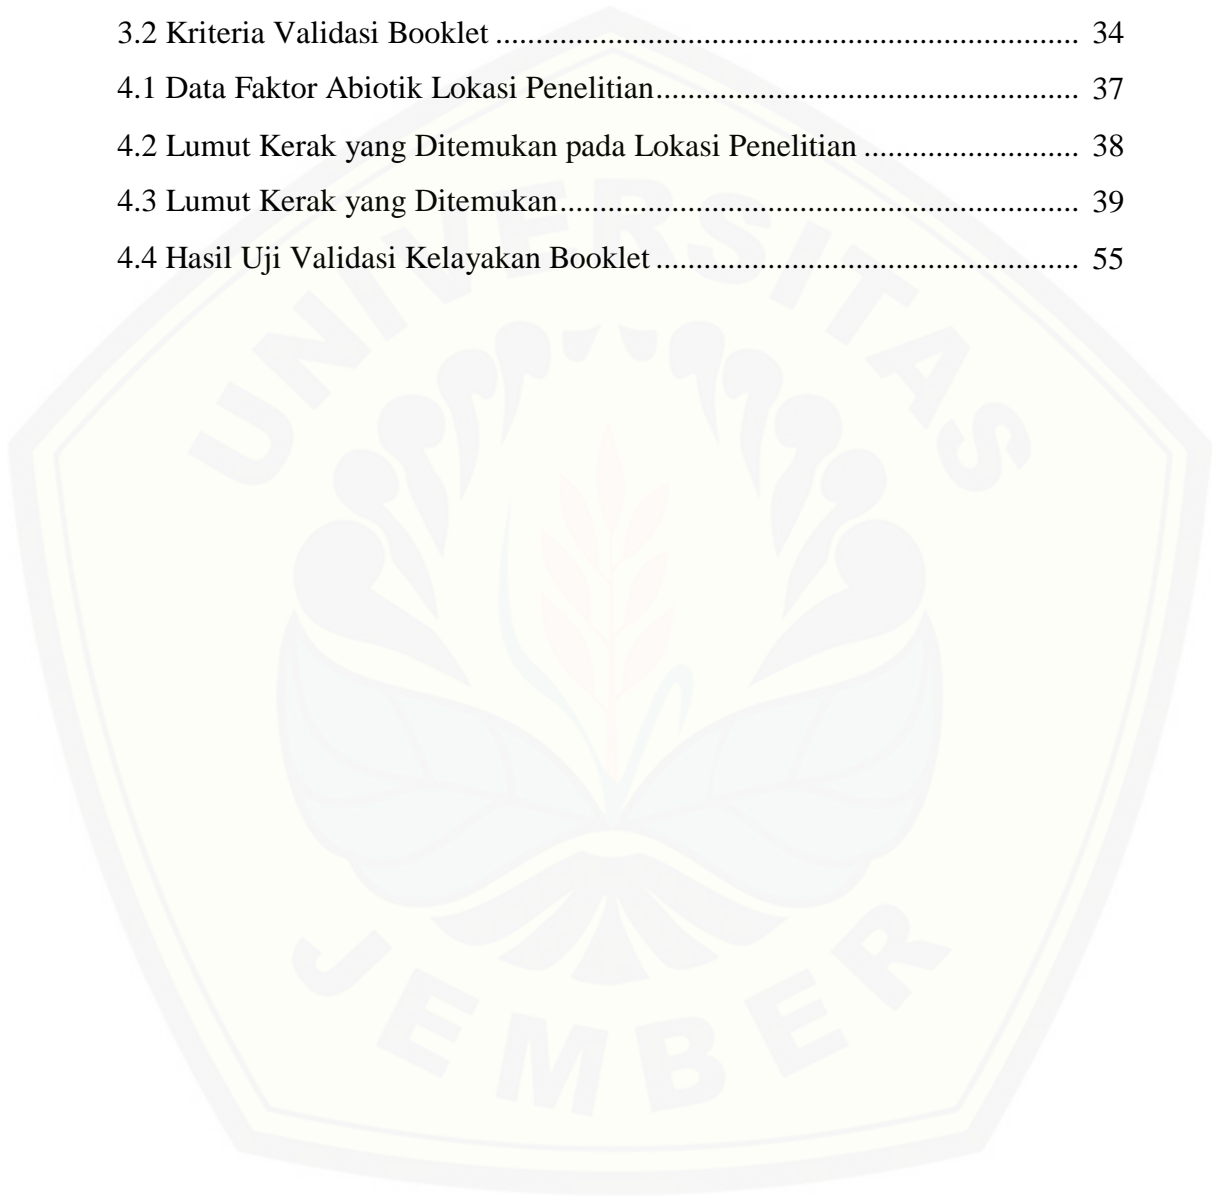 3.2 Kriteria Validasi Booklet ......................................................................... 34
4.1 Data Faktor Abiotik Lokasi Penelitian..................................................... 37
4.2 Lumut Kerak yang Ditemukan pada Lokasi Penelitian ........................... 38
4.3 Lumut Kerak yang Ditemukan................................................................. 39
4.4 Hasil Uji Validasi Kelayakan Booklet ..................................................... 55
UNIVERSITAS
JEMBER